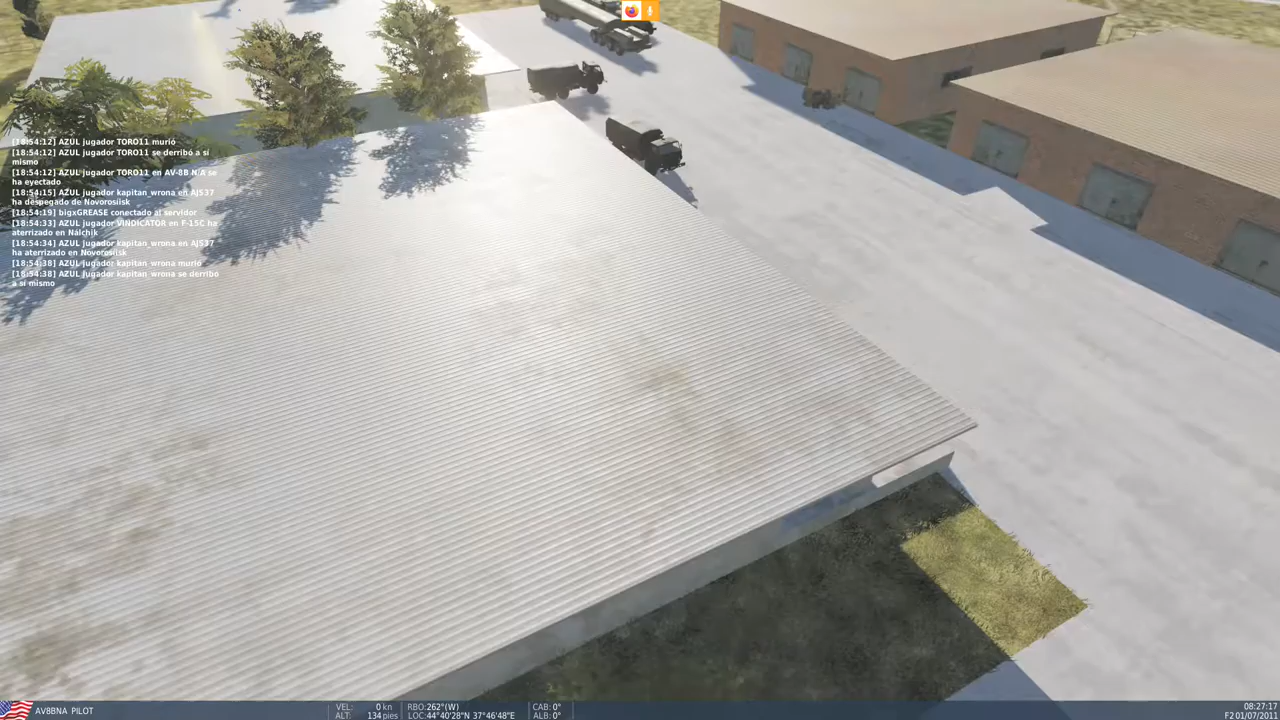 [18:54:12] AZUL jugador TORO11 murió
[18:54:12] AZUL jugador TORO11 se derribó a sí
mismo
[18:54:12] AZUL jugador TORO11 en AV-8B N/A se
ha eyectado
[18:54:15] AZUL jugador kapitan_wrona en AJS37
ha despegado de Novorosiisk
[18:54:19] bigxGREASE conectado al servidor
[18:54:33] AZUL jugador VINDICATOR en F-15C ha
aterrizado en Nalchik
[18:54:34] AZUL jugador kapitan_wrona en AJS37
ha aterrizado en Novorosiisk
[18:54:38] AZUL jugador kapitan_wrona murió
[18:54:38] AZUL jugador kapitan_wrona se derribó
a sí mismo
AV8BNA PILOT
VEL: 0 kn
ALT: 134 pies
RBO:262°(W)
LOC:44°40'28"N 37°46'48"E
CAB: 0°
ALB: 0°
08:27:17
F2 01/07/2011